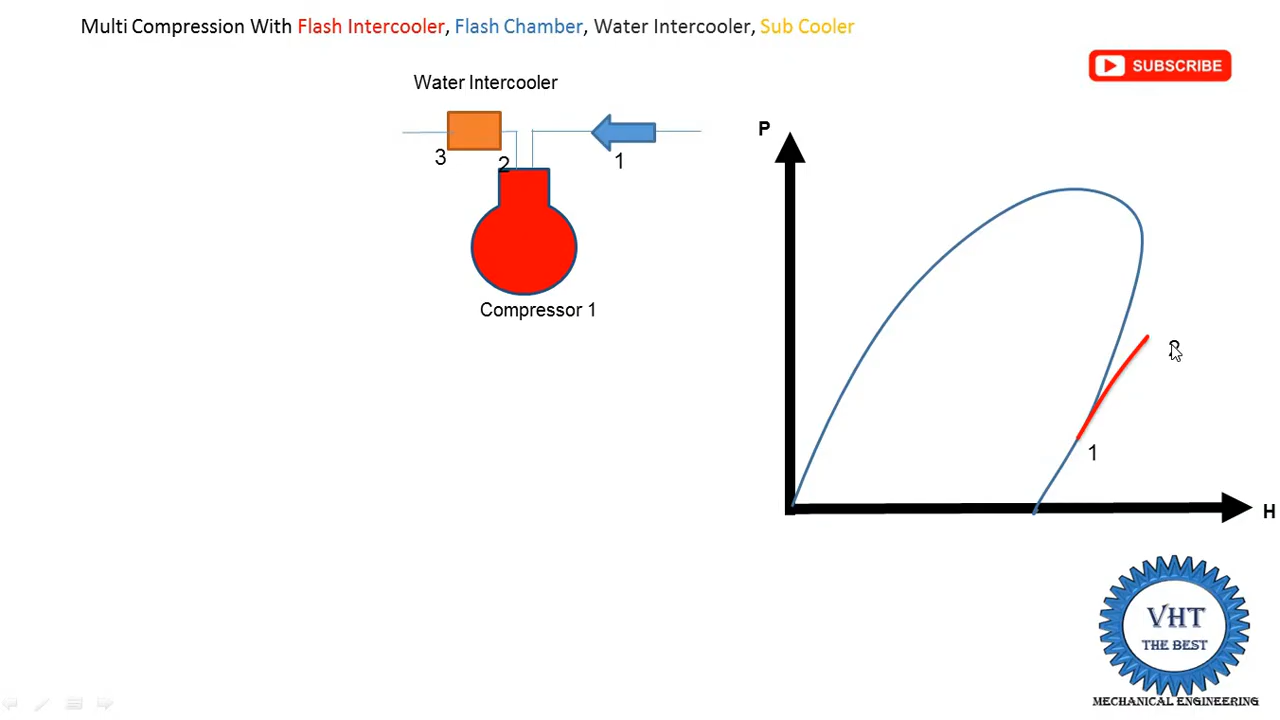 Multi Compression With Flash Intercooler, Flash Chamber, Water Intercooler, Sub Cooler
SUBSCRIBE
Water Intercooler
3
2
1
Compressor 1
P
2
1
H
VHT
THE BEST
MECHANICAL ENGINEERING